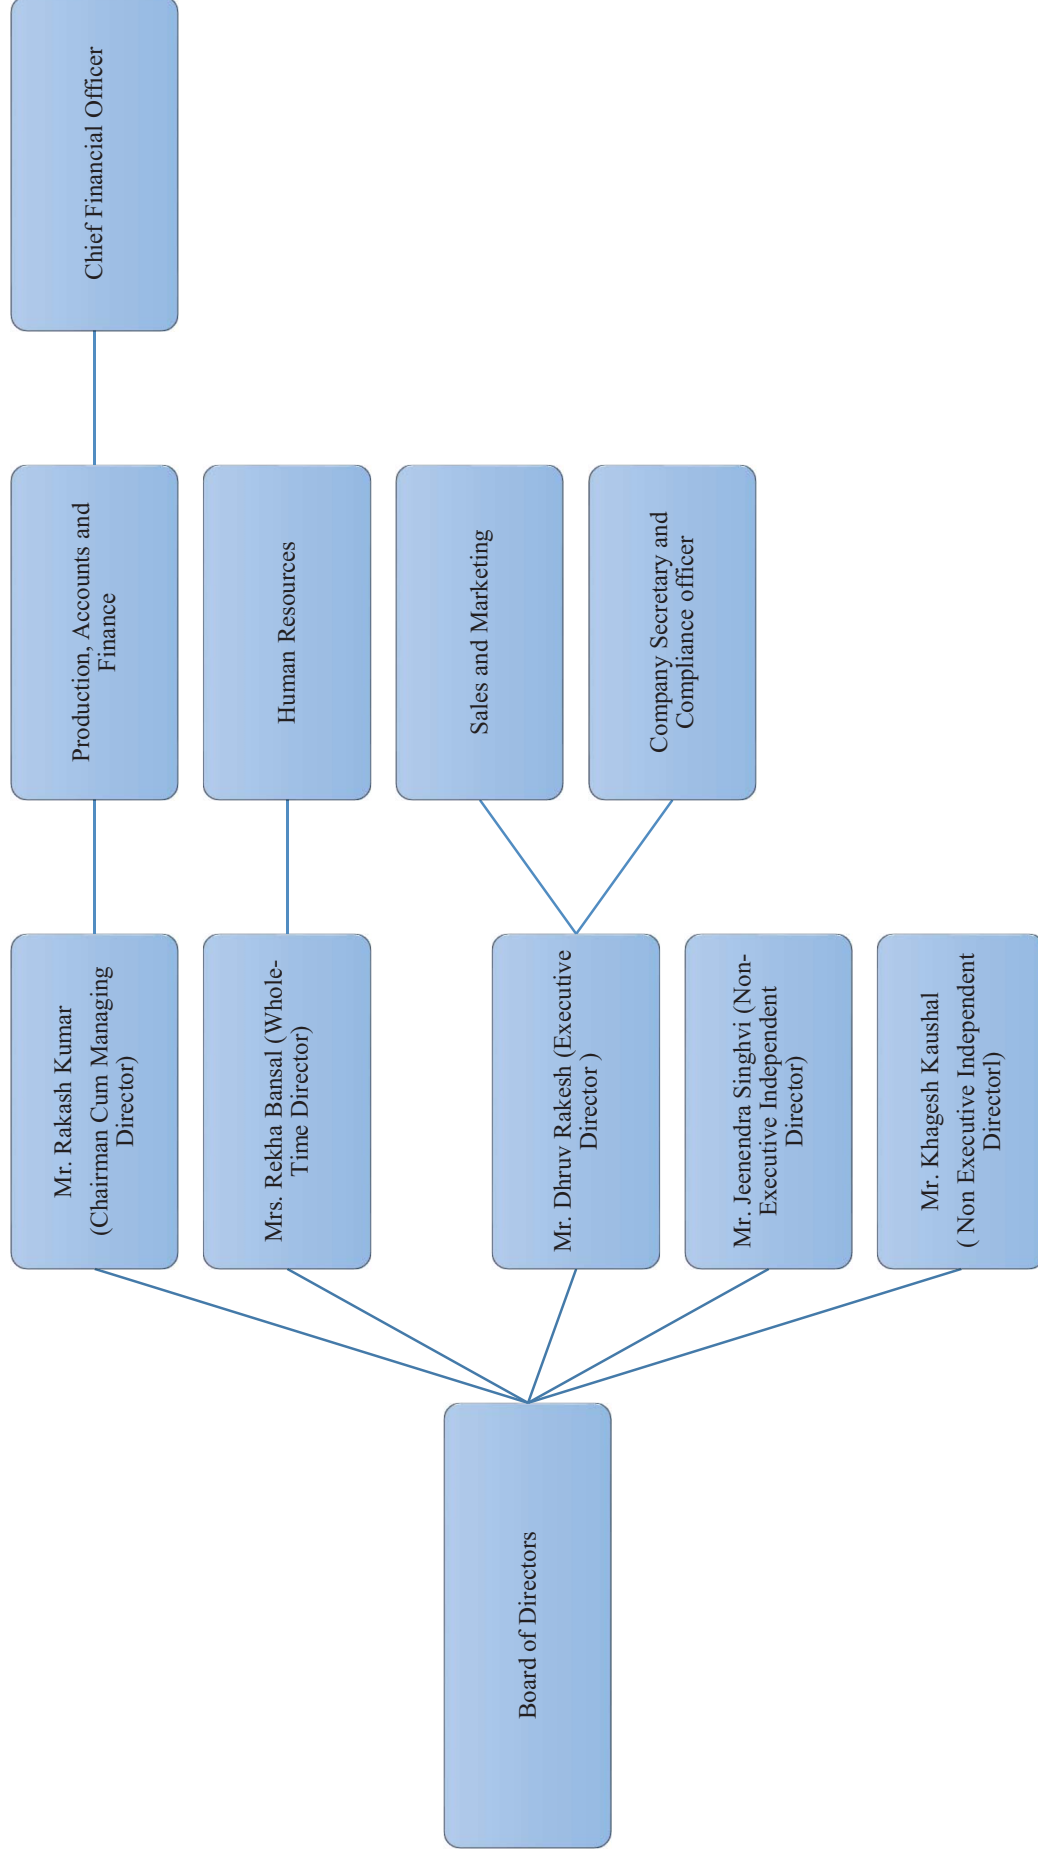 Board of Directors
Mr. Rakash Kumar
(Chairman Cum Managing
Director)
Mrs. Rekha Bansal (Whole-
Time Director)
Mr. Dhruv Rakesh (Executive
Director )
Mr. Jeenendra Singhvi (Non-
Executive Independent
Director)
Mr. Khagesh Kaushal
( Non Executive Independent
Directorl)
Production, Accounts and
Finance
Human Resources
Sales and Marketing
Company Secretary and
Compliance officer
Chief Financial Officer